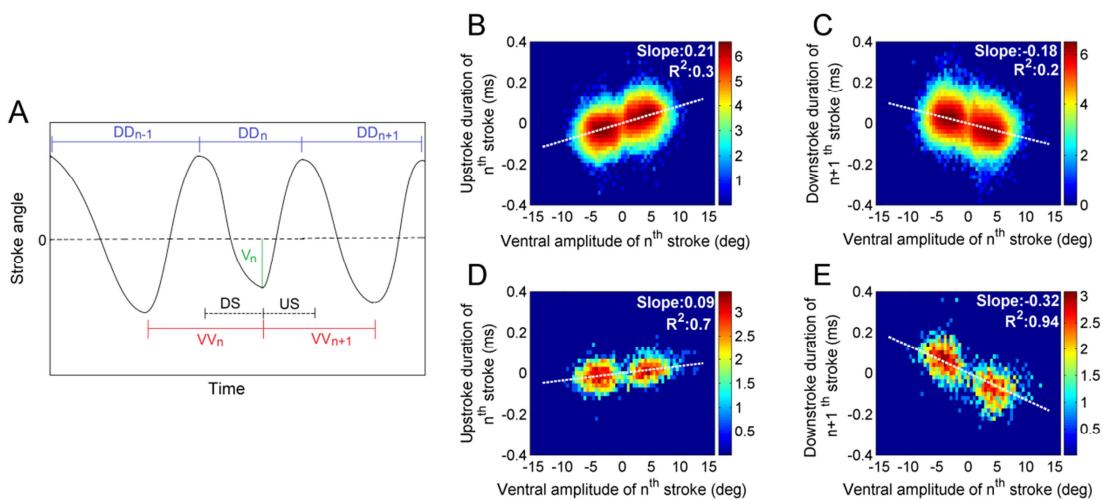 A
DDn-1
DDn
DDn+1
Stroke angle
0
Vn
DS
US
VVn
VVn+1
Time
B
Slope:0.21
R²:0.3
Upstroke duration of
nth stroke (ms)
0.4
0.2
0
-0.2
-0.4
-15
-10
-5
0
5
10
15
6
5
4
3
2
1
Ventral amplitude of nth stroke (deg)
C
Slope:-0.18
R²:0.2
Downstroke duration of
n+1 th stroke (ms)
0.4
0.2
0
-0.2
-0.4
-15
-10
-5
0
5
10
15
6
5
4
3
2
1
0
Ventral amplitude of nth stroke (deg)
D
Slope:0.09
R²:0.7
Upstroke duration of
nth stroke (ms)
0.4
0.2
0
-0.2
-0.4
-15
-10
-5
0
5
10
15
3
2.5
2
1.5
1
0.5
Ventral amplitude of nth stroke (deg)
E
Slope:-0.32
R²:0.94
Downstroke duration of
n+1 th stroke (ms)
0.4
0.2
0
-0.2
-0.4
-15
-10
-5
0
5
10
15
3
2.5
2
1.5
1
0.5
0
Ventral amplitude of nth stroke (deg)